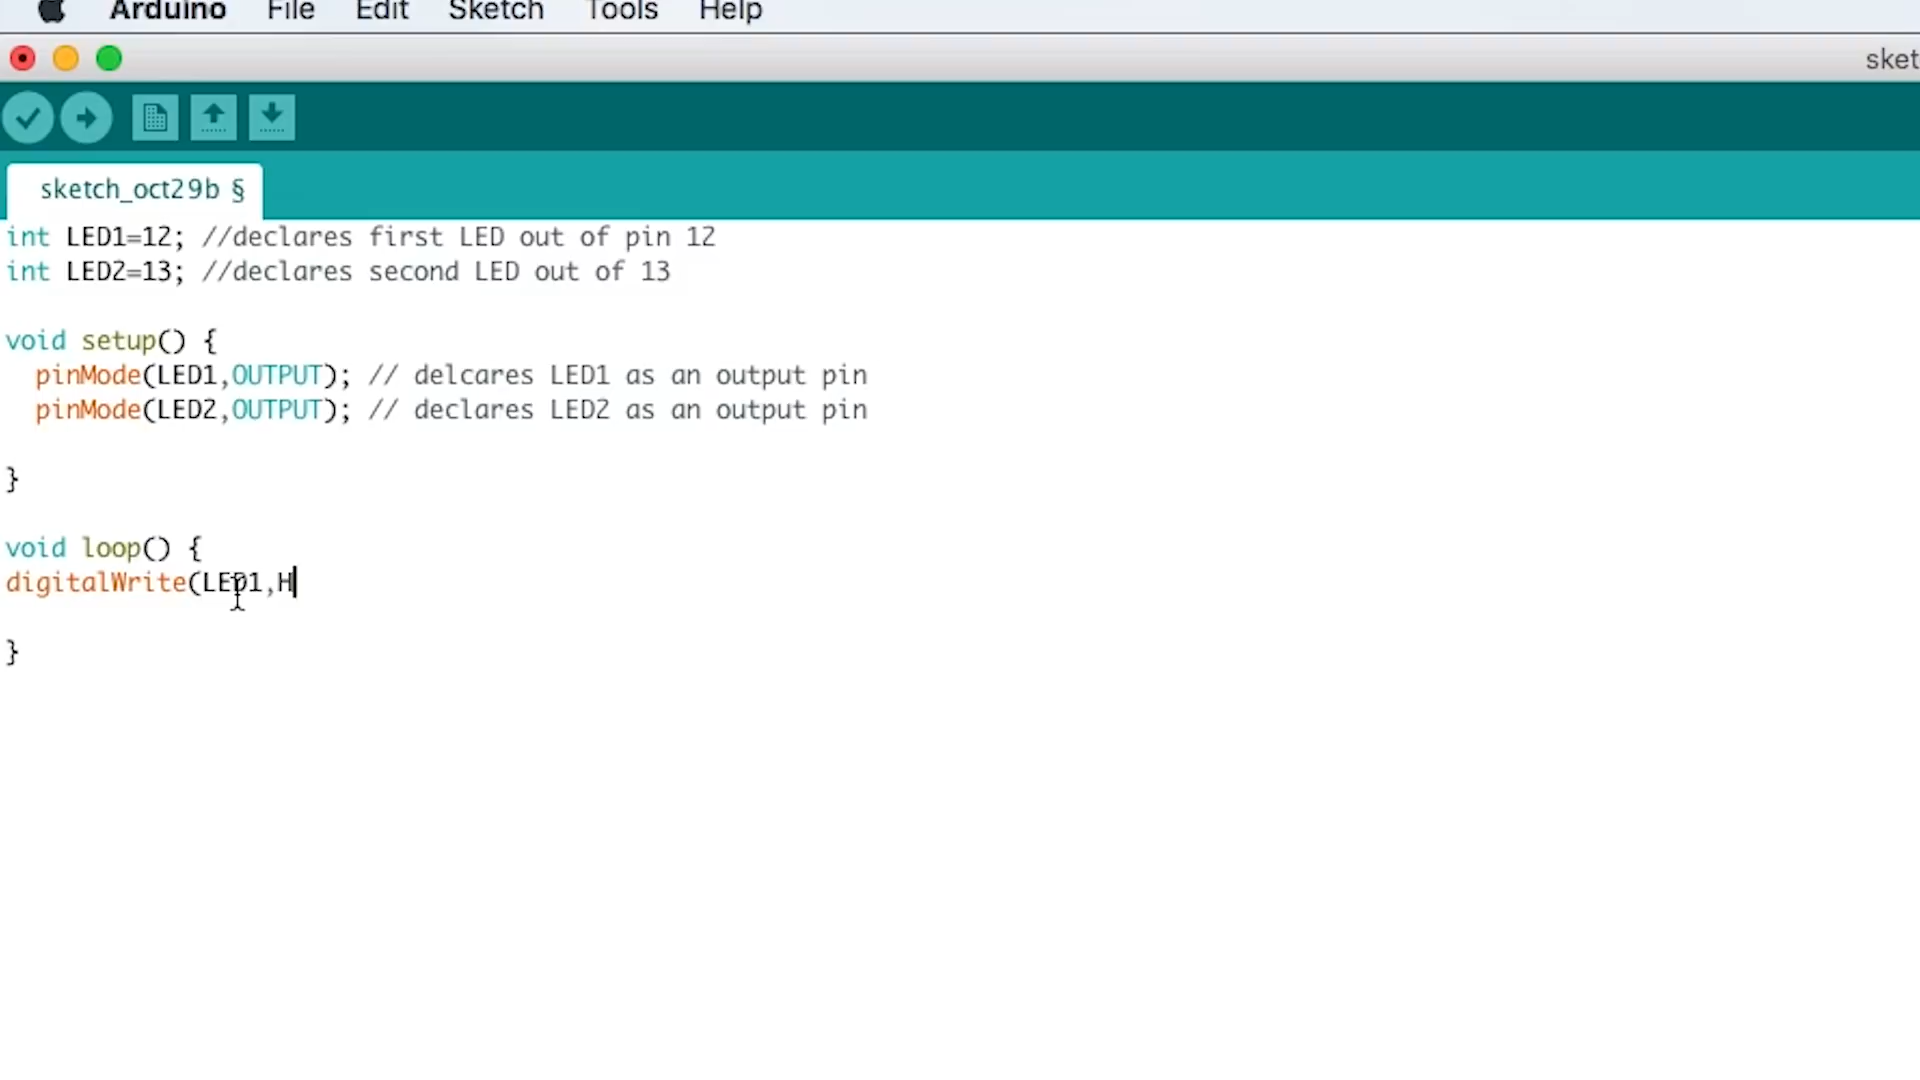 Arduino File Edit Sketch Tools Help
sket
sketch_oct29b §
int LED1=12; //declares first LED out of pin 12
int LED2=13; //declares second LED out of 13
void setup() {
pinMode(LED1,OUTPUT); // delcares LED1 as an output pin
pinMode(LED2,OUTPUT); // declares LED2 as an output pin
}
void loop() {
digitalWrite(LED1,H
}